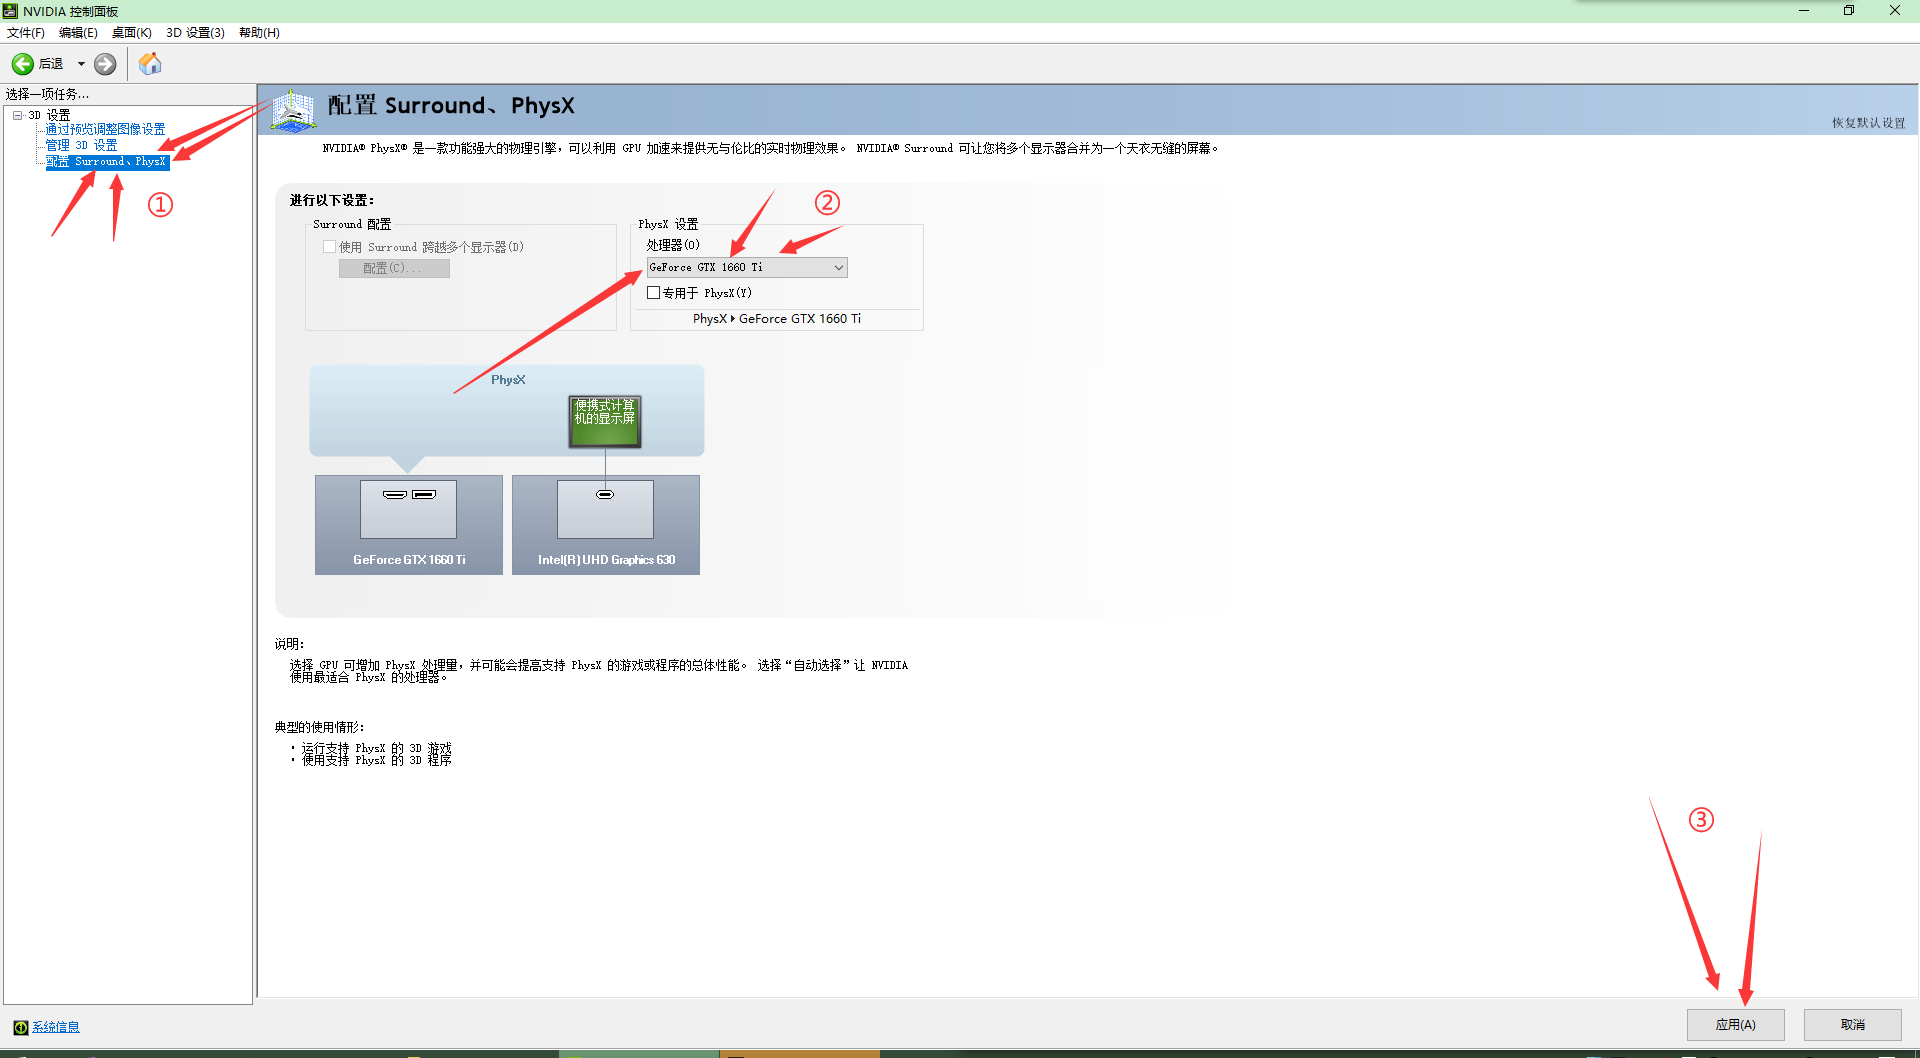 NVIDIA 控制面板
文件(F) 编辑(E) 桌面(K) 3D 设置(3) 帮助(H)
后退
选择一项任务...
3D 设置
通过预览调整图像设置
管理 3D 设置
配置 Surround、PhysX
①
配置 Surround、PhysX
恢复默认设置
NVIDIA® PhysX® 是一款功能强大的物理引擎，可以利用 GPU 加速来提供无与伦比的实时物理效果。 NVIDIA® Surround 可让您将多个显示器合并为一个天衣无缝的屏幕。
进行以下设置：
Surround 配置
使用 Surround 跨越多个显示器(D)
配置(C)...
②
PhysX 设置
处理器(O)
GeForce GTX 1660 Ti
专用于 PhysX(Y)
PhysX GeForce GTX 1660 Ti
PhysX
便携式计算
机的显示屏
GeForce GTX 1660 Ti
Intel(R) UHD Graphics 630
说明：
选择 GPU 可增加 PhysX 处理量，并可能会提高支持 PhysX 的游戏或程序的总体性能。 选择“自动选择”让 NVIDIA
使用最适合 PhysX 的处理器。
典型的使用情形：
· 运行支持 PhysX 的 3D 游戏
· 使用支持 PhysX 的 3D 程序
③
系统信息
应用(A)
取消